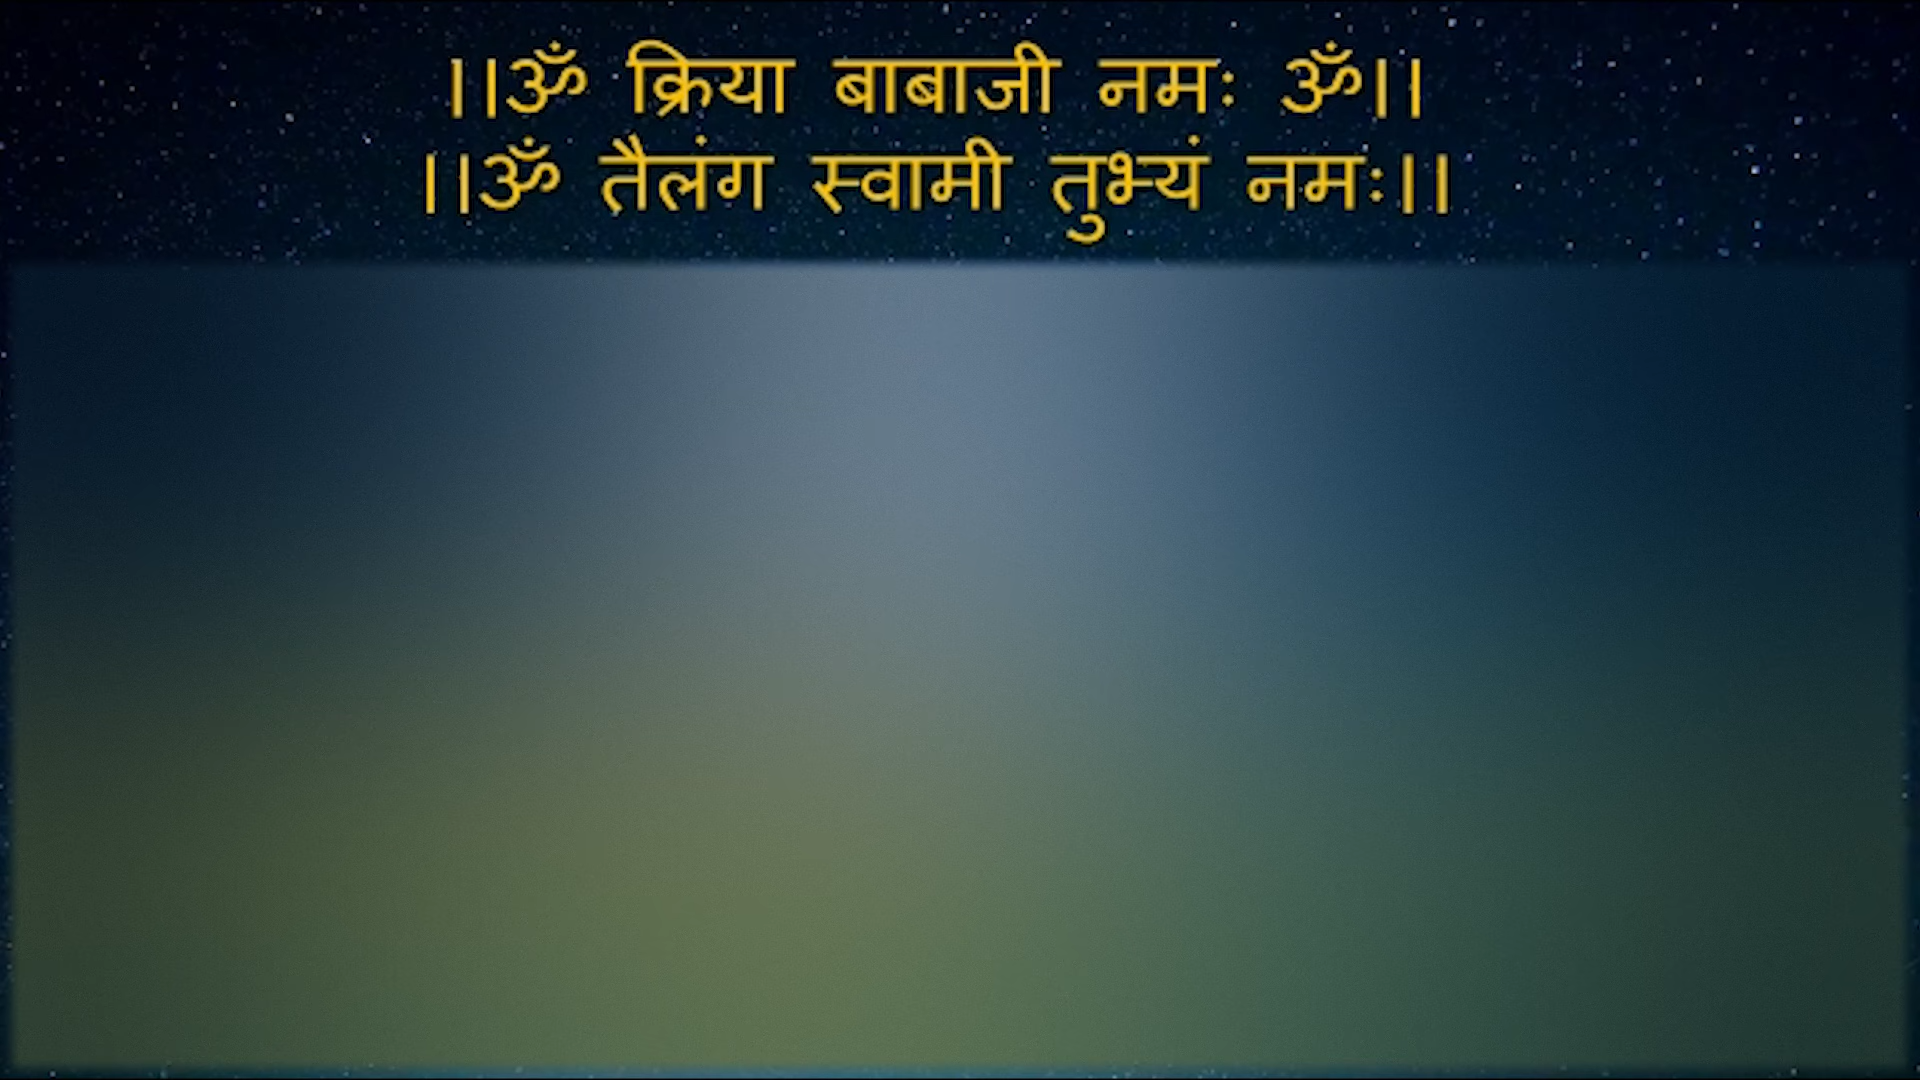 ।।ॐ क्रिया बाबाजी नमः ॐ।।
।।ॐ तैलंग स्वामी तुभ्यं नमः।।